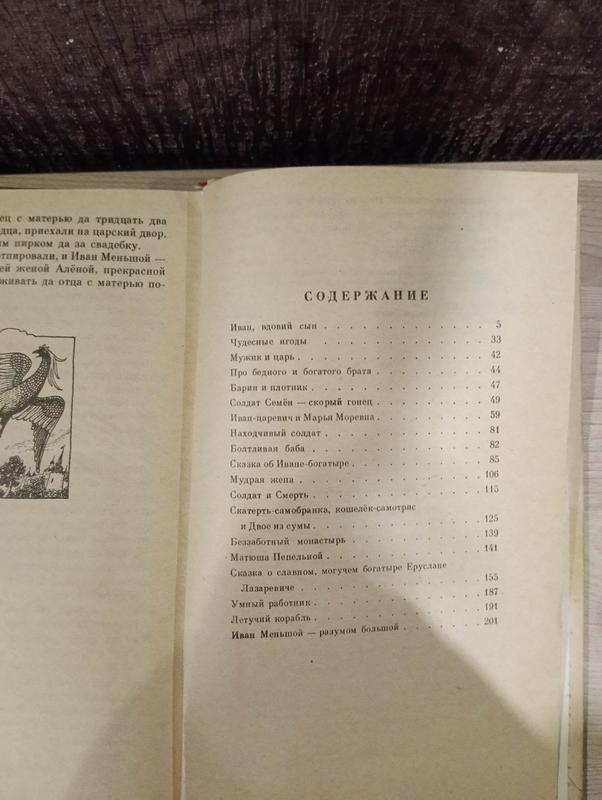 ец с матерью да тридцать два
дца, приехали на царский двор.
им пирком да за свадебку.
отпировали, и Иван Меньшой —
ей женой Алёной, прекрасной
живать да отца с матерью по-
СОДЕРЖАНИЕ
Иван, вдовий сын . . . . . . . . . . . . . 5
Чудесные ягоды . . . . . . . . . . . . . 33
Мужик и царь . . . . . . . . . . . . . . 42
Про бедного и богатого брата . . . . . . . . 44
Барин и плотник . . . . . . . . . . . . . 47
Солдат Семён — скорый гонец . . . . . . . . 49
Иван-царевич и Марья Моревна . . . . . . . . 59
Находчивый солдат . . . . . . . . . . . . 81
Болтливая баба . . . . . . . . . . . . . 82
Сказка об Иване-богатыре . . . . . . . . . . 85
Мудрая жена . . . . . . . . . . . . . . 106
Солдат и Смерть . . . . . . . . . . . . . 115
Скатерть-самобранка, кошелёк-самотряс
и Двое из сумы . . . . . . . . . . . . . 125
Беззаботный монастырь . . . . . . . . . . . 139
Матюша Пепельной . . . . . . . . . . . . 141
Сказка о славном, могучем богатыре Еруслане
Лазаревиче . . . . . . . . . . . . . . 155
Умный работник . . . . . . . . . . . . . 187
Летучий корабль . . . . . . . . . . . . . 191
Иван Меньшой — разумом большой . . . . . . . 201